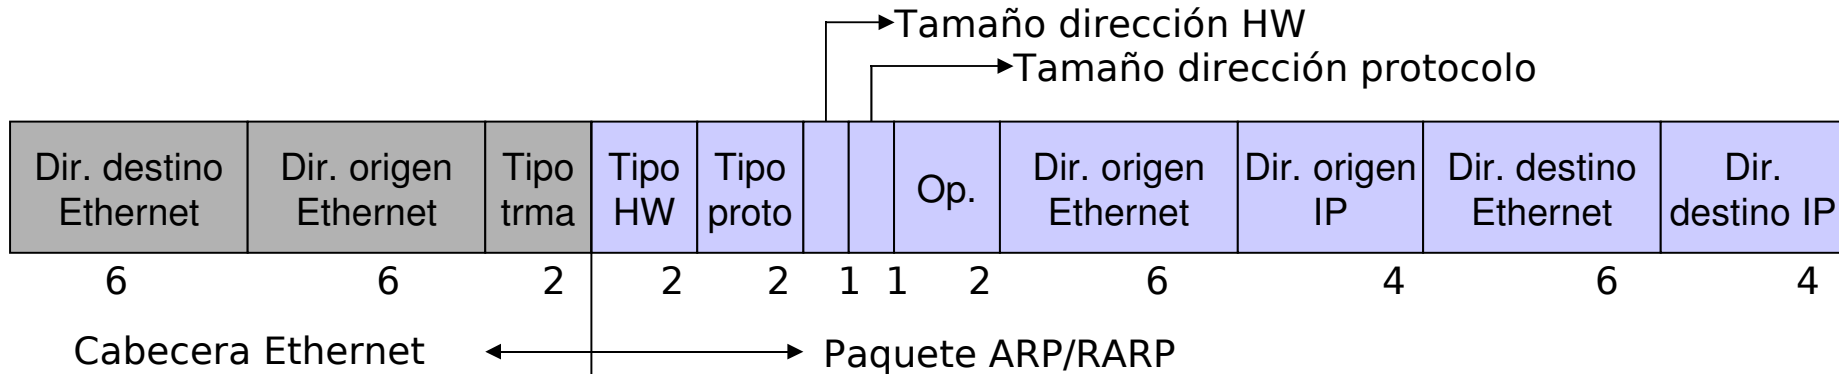 Tamaño dirección HW
Tamaño dirección protocolo
Dir. destino
Ethernet
Dir. origen
Ethernet
Tipo
trma
Tipo
HW
Tipo
proto
Op.
Dir. origen
Ethernet
Dir. origen
IP
Dir. destino
Ethernet
Dir.
destino IP
6 6 2 2 2 1 1 2 6 4 6 4
Cabecera Ethernet
Paquete ARP/RARP